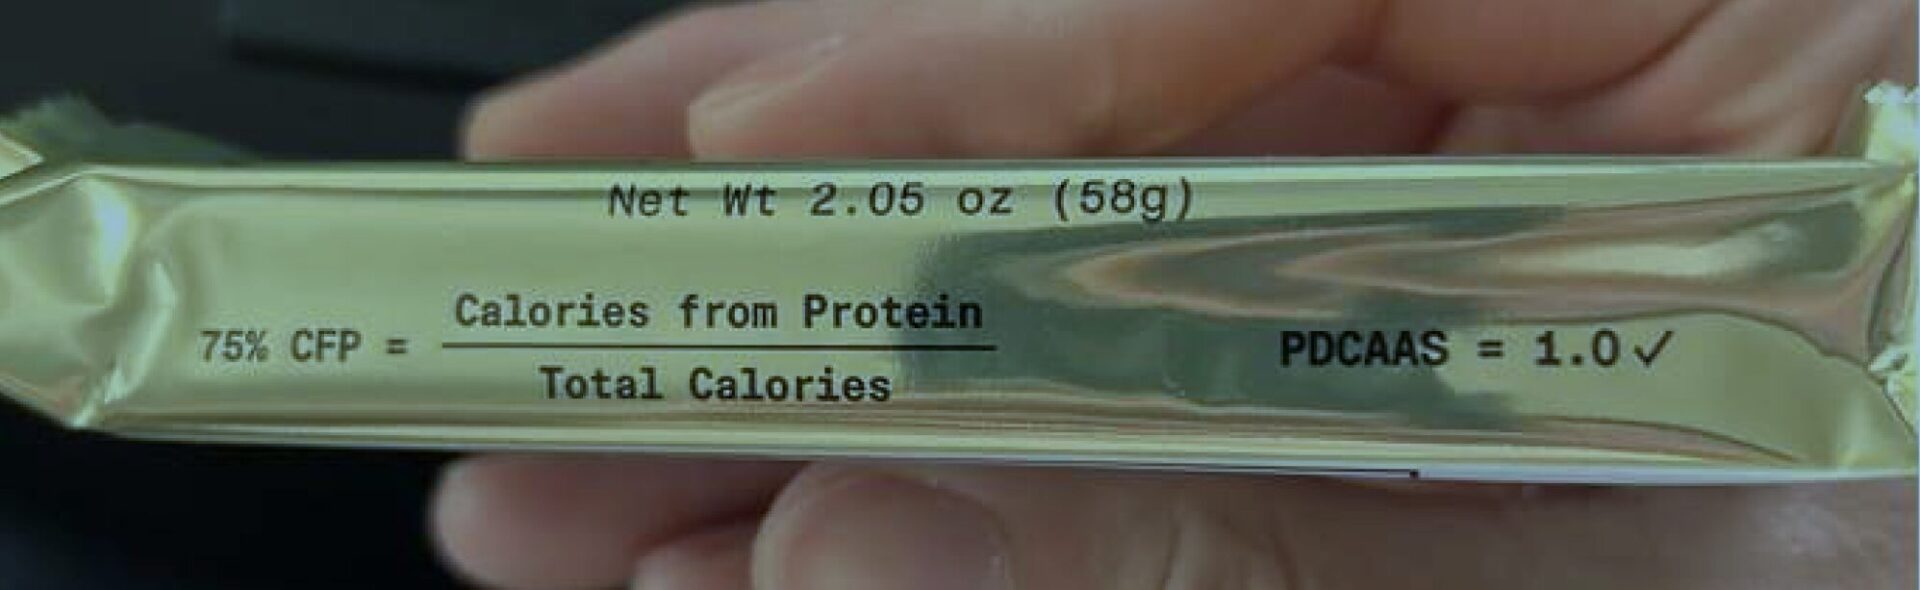 Net Wt 2.05 oz (58g)
75% CFP = Calories from Protein
Total Calories
PDCAAS = 1.0 ✓